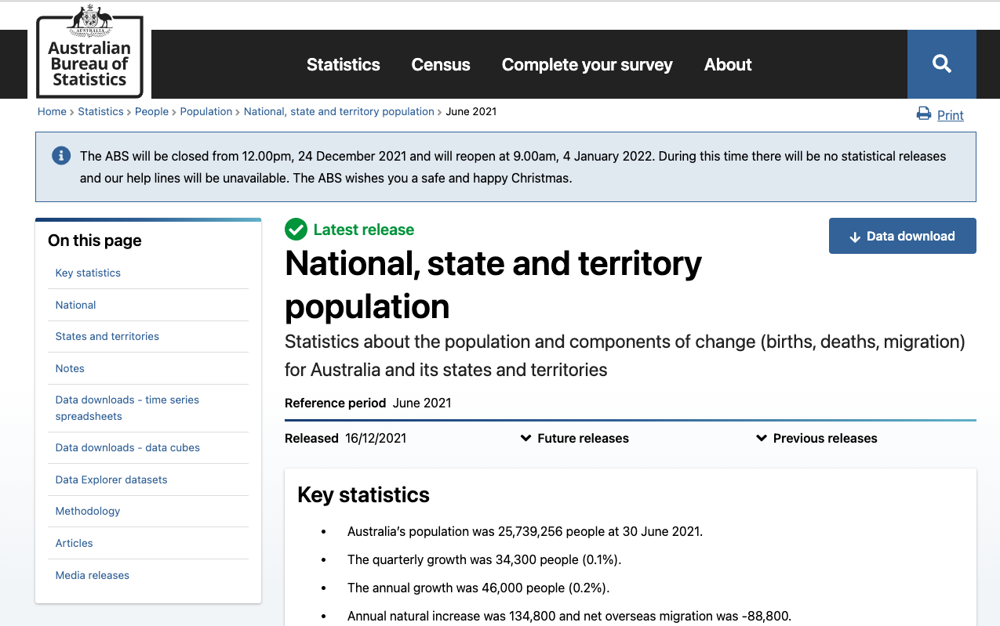 AUSTRALIA
Australian
Bureau of
Statistics
Statistics Census Complete your survey About
Home > Statistics > People > Population > National, state and territory population > June 2021
Print
The ABS will be closed from 12.00pm, 24 December 2021 and will reopen at 9.00am, 4 January 2022. During this time there will be no statistical releases
and our help lines will be unavailable. The ABS wishes you a safe and happy Christmas.
On this page
Key statistics
National
States and territories
Notes
Data downloads - time series
spreadsheets
Data downloads - data cubes
Data Explorer datasets
Methodology
Articles
Media releases
Latest release
Data download
National, state and territory
population
Statistics about the population and components of change (births, deaths, migration)
for Australia and its states and territories
Reference period June 2021
Released 16/12/2021 Future releases Previous releases
Key statistics
• Australia’s population was 25,739,256 people at 30 June 2021.
• The quarterly growth was 34,300 people (0.1%).
• The annual growth was 46,000 people (0.2%).
• Annual natural increase was 134,800 and net overseas migration was -88,800.